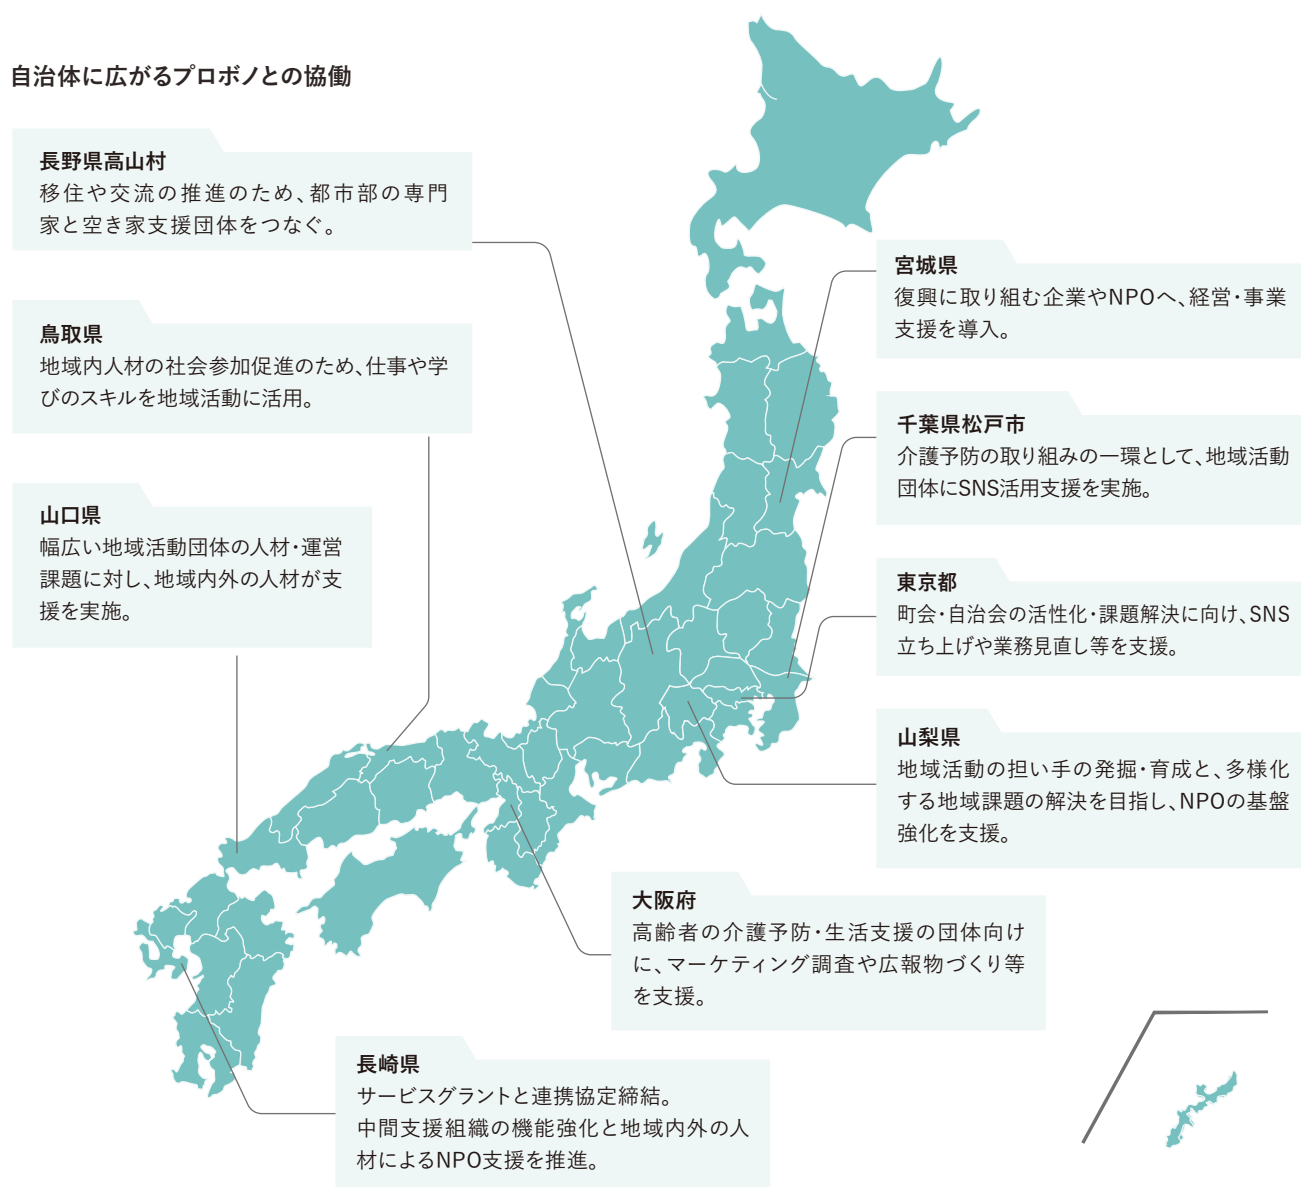 自治体に広がるプロボノとの協働
長野県高山村
移住や交流の推進のため、都市部の専門
家と空き家支援団体をつなぐ。
鳥取県
地域内人材の社会参加促進のため、仕事や学
びのスキルを地域活動に活用。
山口県
幅広い地域活動団体の人材・運営
課題に対し、地域内外の人材が支
援を実施。
宮城県
復興に取り組む企業やNPOへ、経営・事業
支援を導入。
千葉県松戸市
介護予防の取り組みの一環として、地域活動
団体にSNS活用支援を実施。
東京都
町会・自治会の活性化・課題解決に向け、SNS
立ち上げや業務見直し等を支援。
山梨県
地域活動の担い手の発掘・育成と、多様化
する地域課題の解決を目指し、NPOの基盤
強化を支援。
大阪府
高齢者の介護予防・生活支援の団体向け
に、マーケティング調査や広報物づくり等
を支援。
長崎県
サービスグラントと連携協定締結。
中間支援組織の機能強化と地域内外の人
材によるNPO支援を推進。